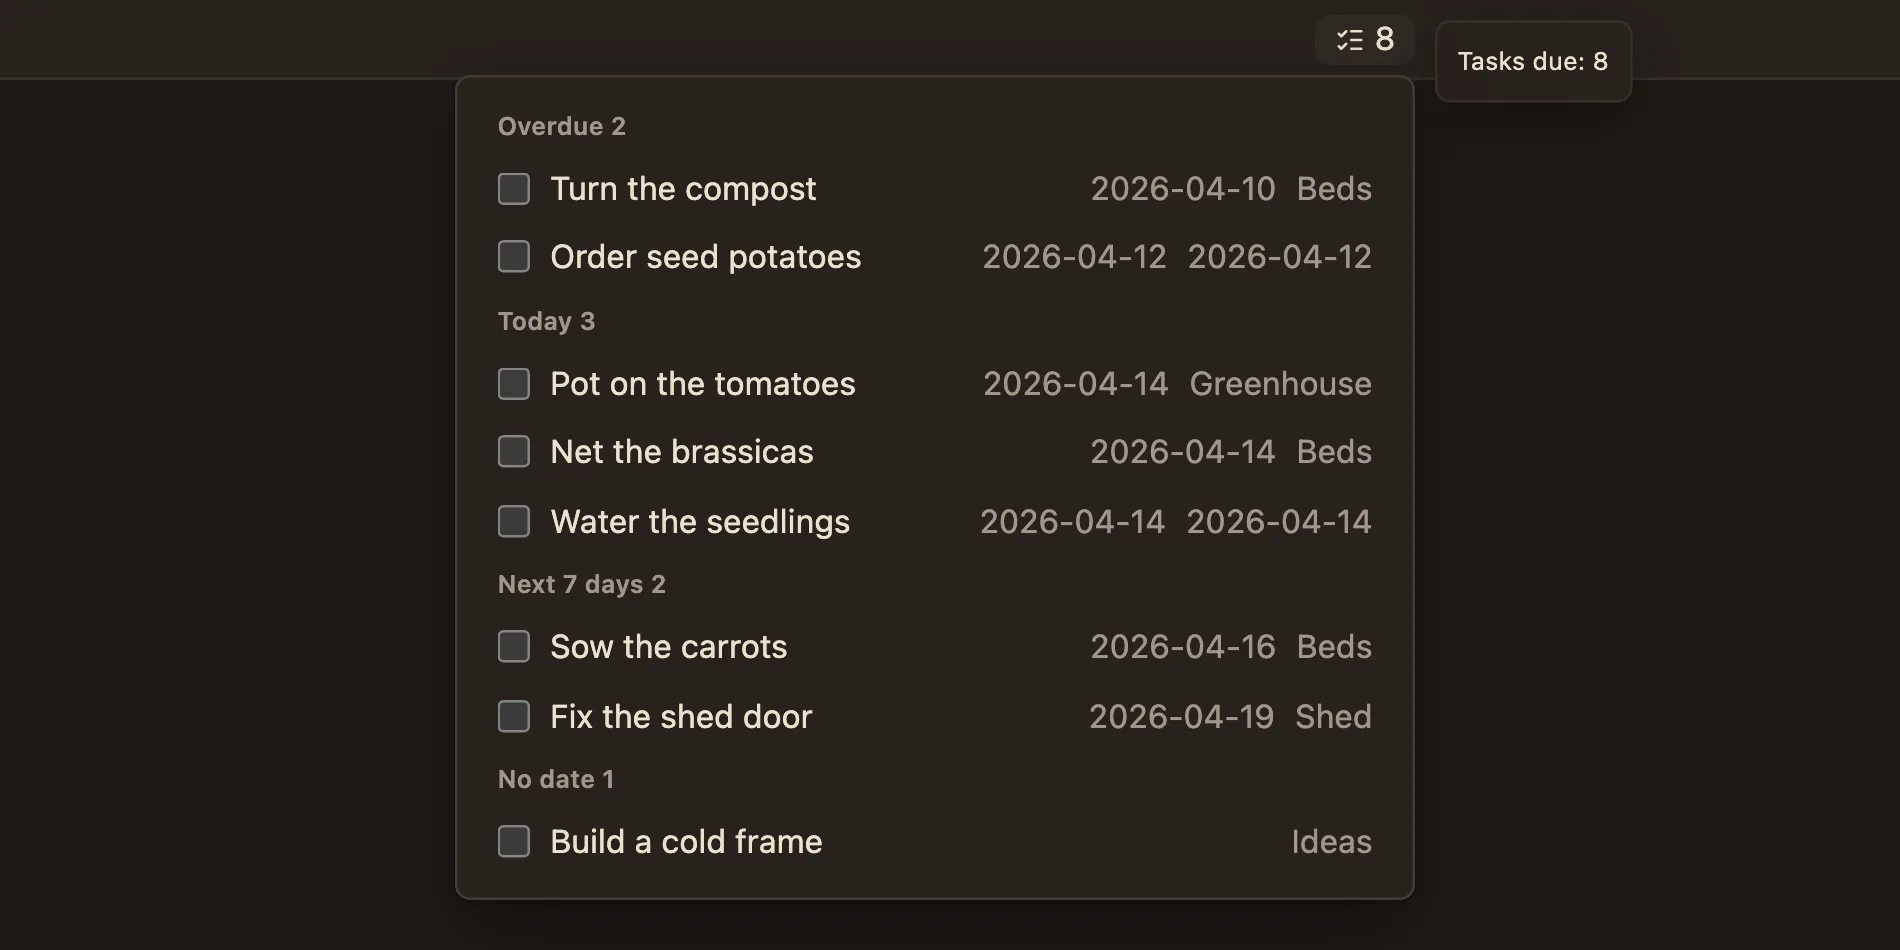 8
Tasks due: 8
Overdue 2
Turn the compost 2026-04-10 Beds
Order seed potatoes 2026-04-12 2026-04-12
Today 3
Pot on the tomatoes 2026-04-14 Greenhouse
Net the brassicas 2026-04-14 Beds
Water the seedlings 2026-04-14 2026-04-14
Next 7 days 2
Sow the carrots 2026-04-16 Beds
Fix the shed door 2026-04-19 Shed
No date 1
Build a cold frame Ideas